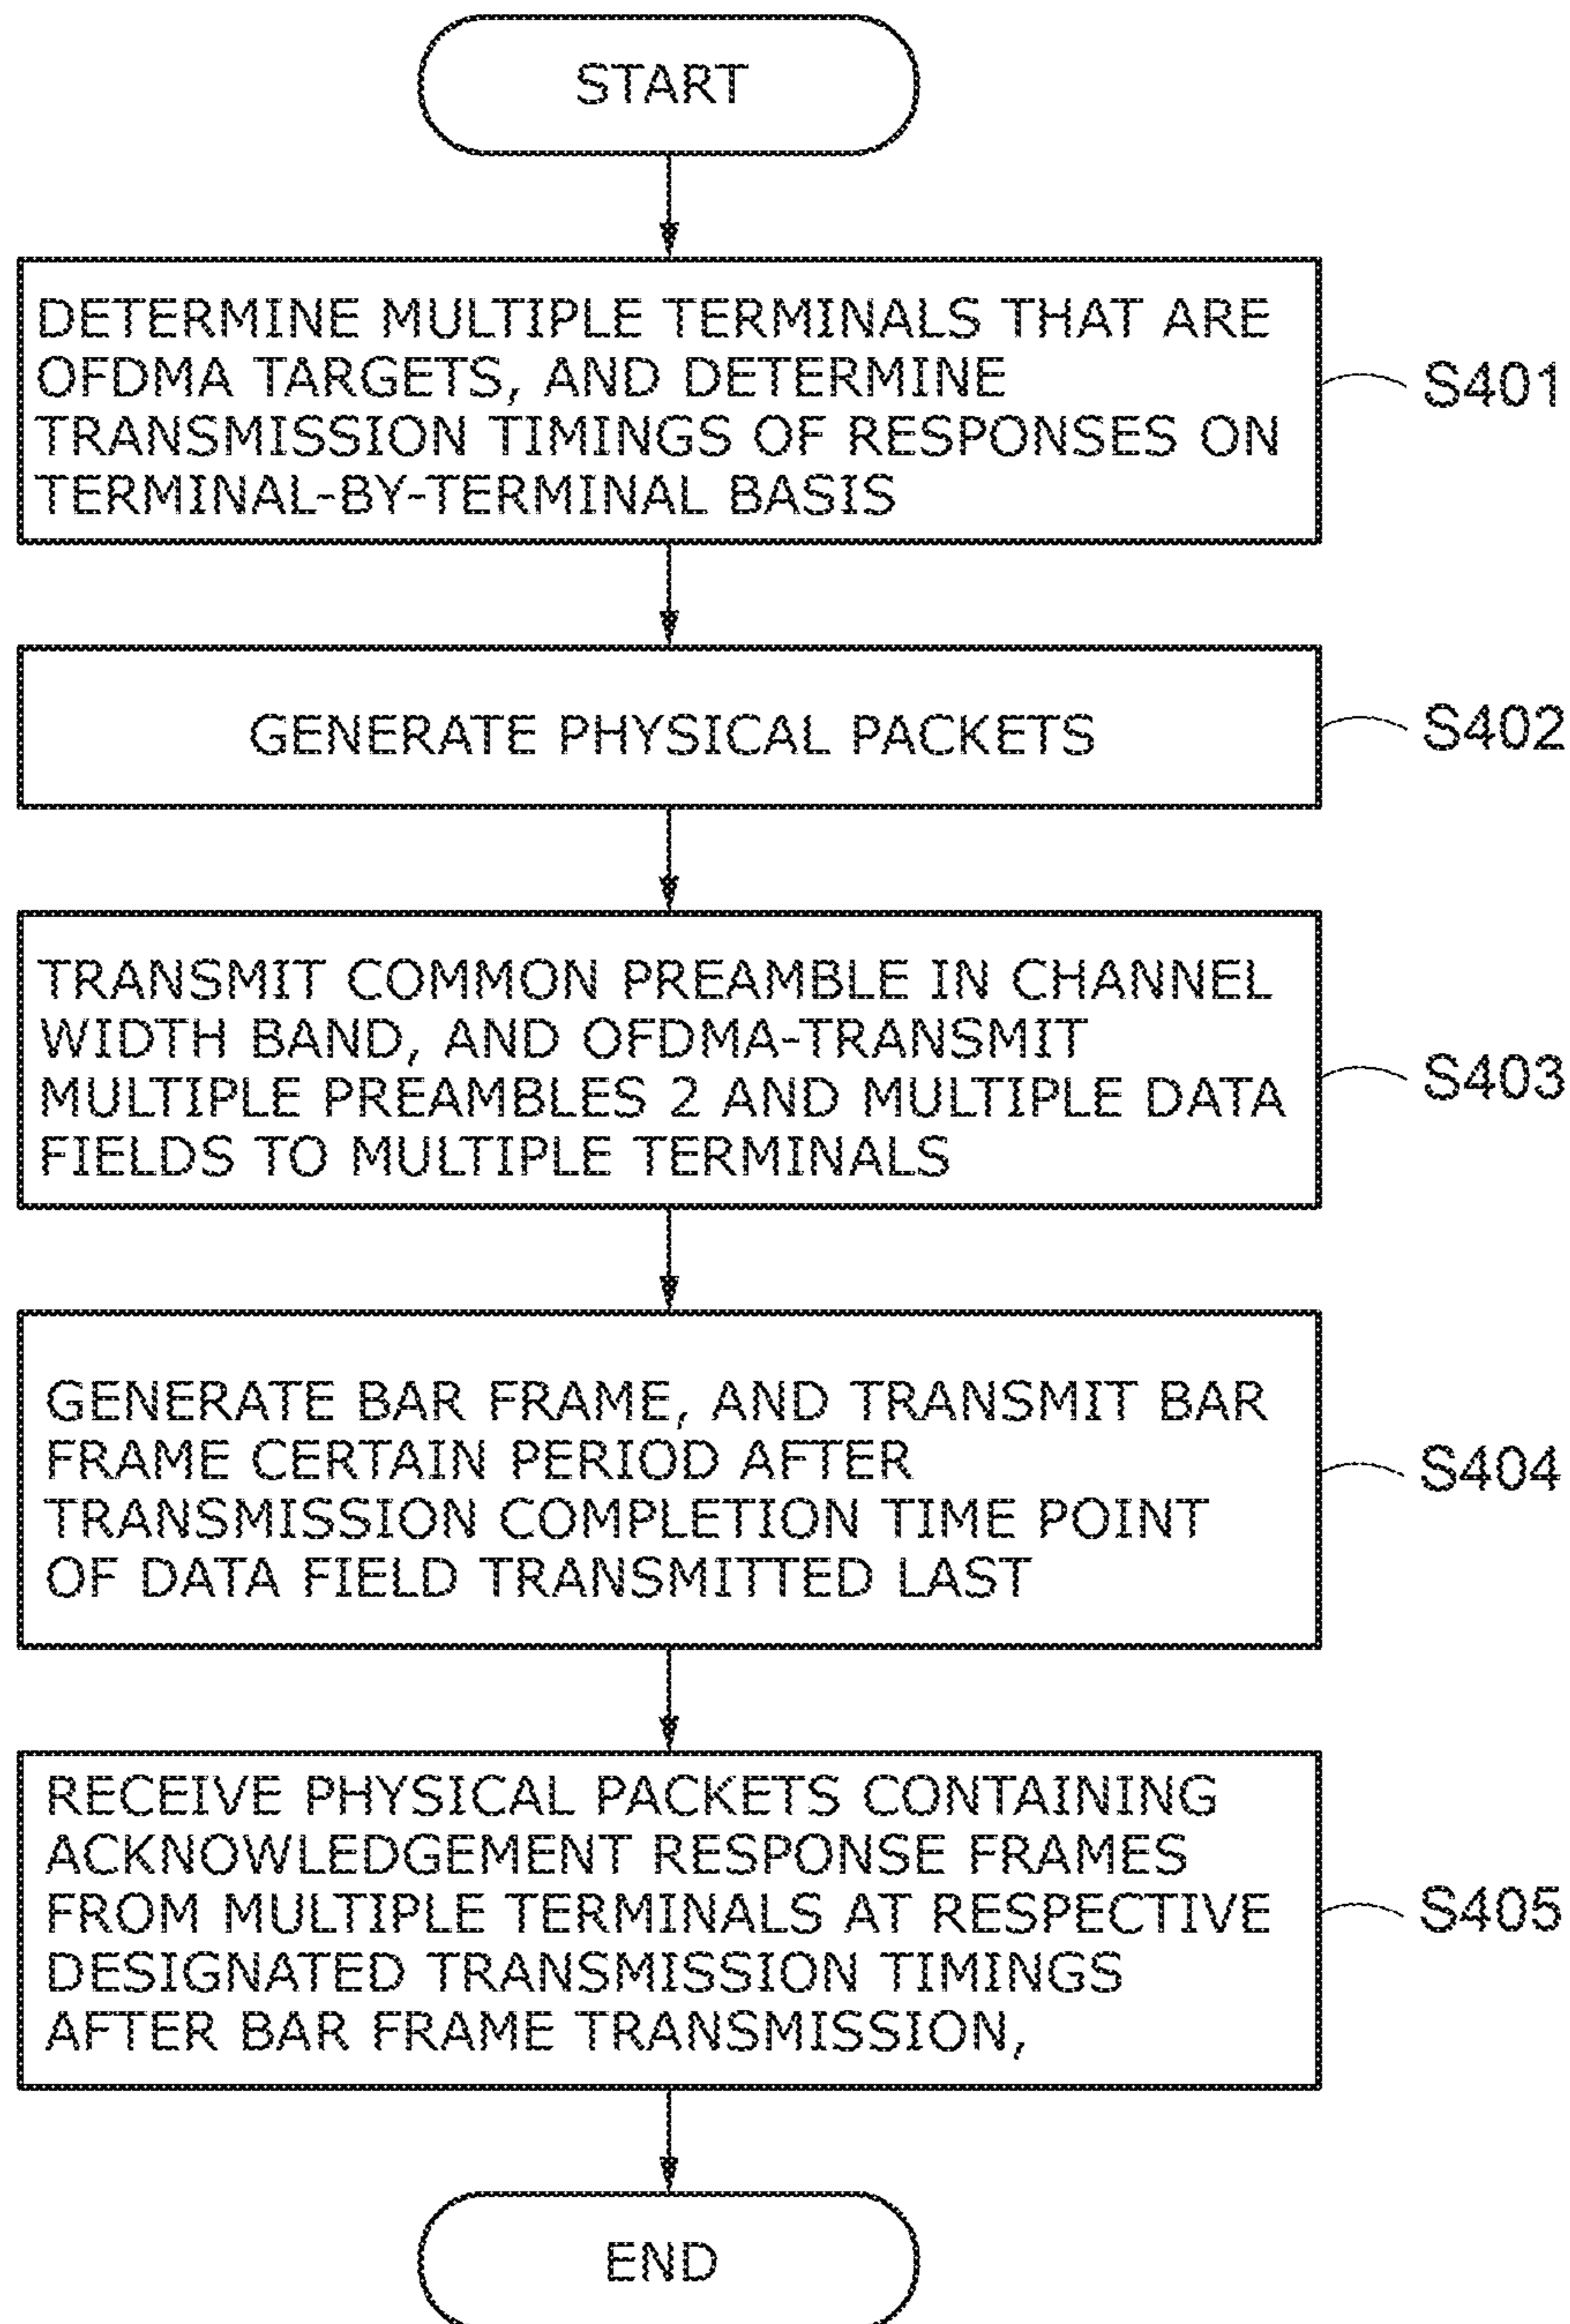 START
DETERMINE MULTIPLE TERMINALS THAT ARE
OFDMA TARGETS, AND DETERMINE
TRANSMISSION TIMINGS OF RESPONSES ON
TERMINAL-BY-TERMINAL BASIS
S401
GENERATE PHYSICAL PACKETS
S402
TRANSMIT COMMON PREAMBLE IN CHANNEL
WIDTH BAND, AND OFDMA-TRANSMIT
MULTIPLE PREAMBLES 2 AND MULTIPLE DATA
FIELDS TO MULTIPLE TERMINALS
S403
GENERATE BAR FRAME, AND TRANSMIT BAR
FRAME CERTAIN PERIOD AFTER
TRANSMISSION COMPLETION TIME POINT
OF DATA FIELD TRANSMITTED LAST
S404
RECEIVE PHYSICAL PACKETS CONTAINING
ACKNOWLEDGEMENT RESPONSE FRAMES
FROM MULTIPLE TERMINALS AT RESPECTIVE
DESIGNATED TRANSMISSION TIMINGS
AFTER BAR FRAME TRANSMISSION,
S405
END